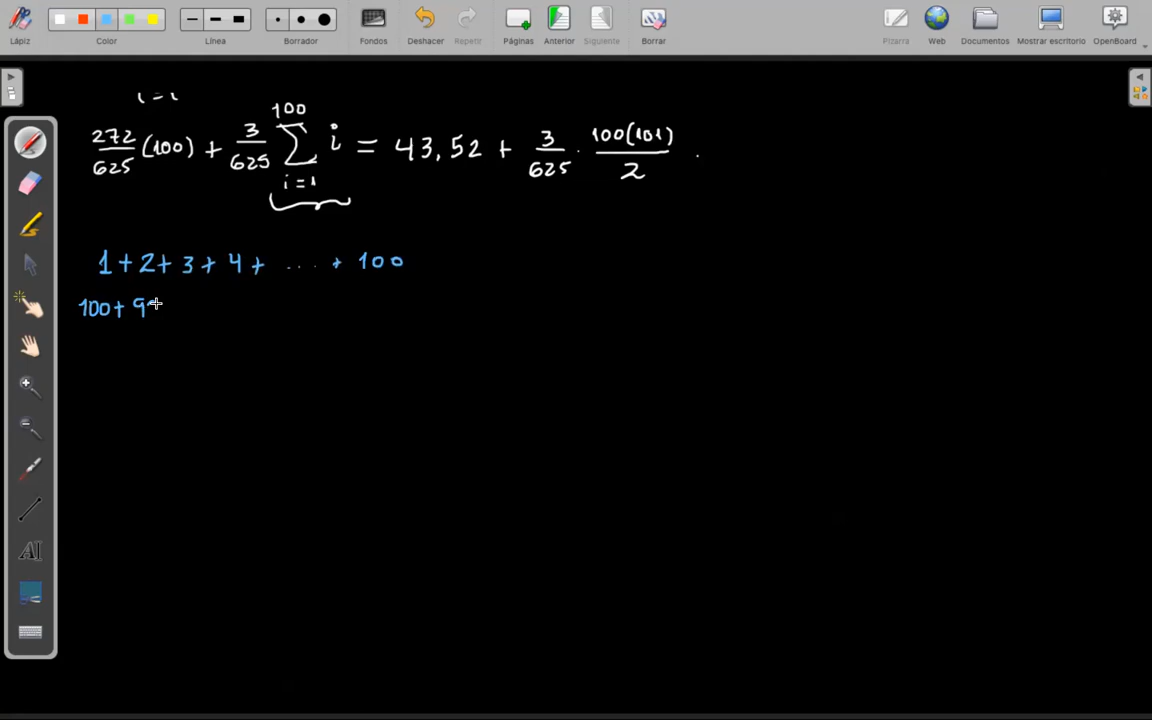 Lápiz Color Línea Borrador Fondos Deshacer Repetir Páginas Anterior Siguiente Borrar Pizarra Web Documentos Mostrar escritorio OpenBoard
i=1
272/625 (100) + 3/625 100∑i=1 i = 43,52 + 3/625 · 100(101)/2 .
1+2+3+4+ .... + 100
100+ 9